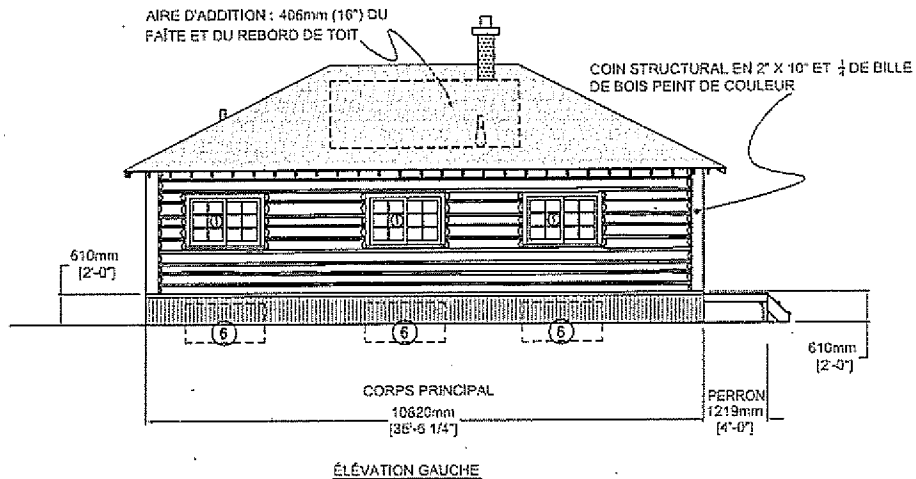 AIRE D'ADDITION : 406mm (16") DU
FAÎTE ET DU REBORD DE TOIT
COIN STRUCTURAL EN 2" X 10" ET ¼ DE BILLE
DE BOIS PEINT DE COULEUR
1
1
1
610mm
[2'-0"]
6
6
6
610mm
[2'-0"]
CORPS PRINCIPAL
10820mm
[35'-6 1/4"]
PERRON
1219mm
[4'-0"]
ÉLÉVATION GAUCHE